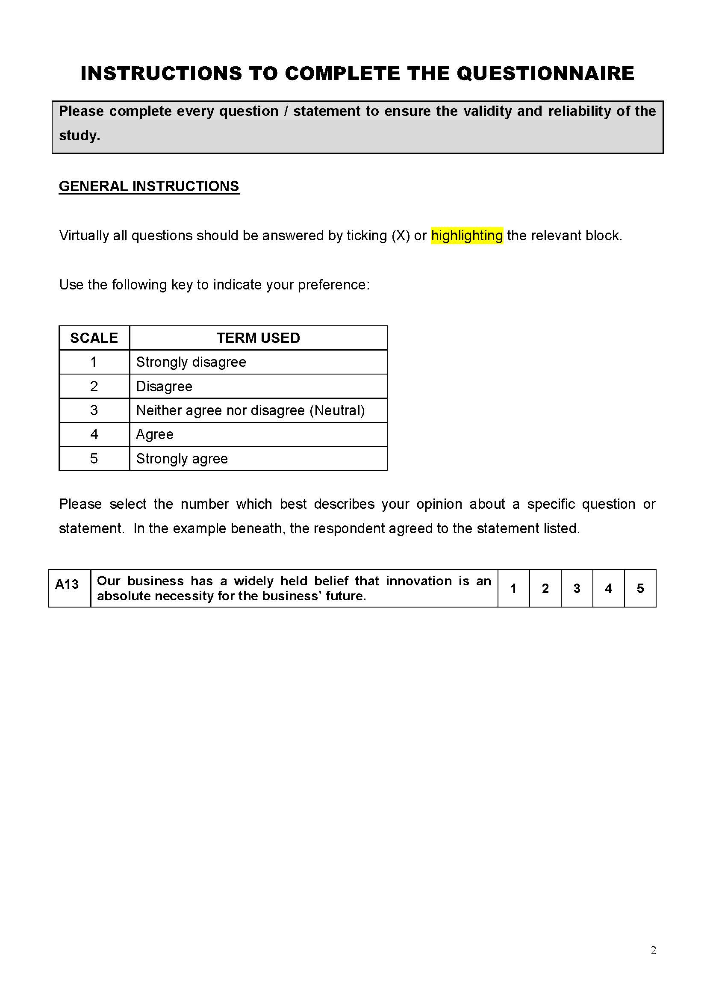 INSTRUCTIONS TO COMPLETE THE QUESTIONNAIRE
Please complete every question / statement to ensure the validity and reliability of the
study.
GENERAL INSTRUCTIONS
Virtually all questions should be answered by ticking (X) or highlighting the relevant block.
Use the following key to indicate your preference:
SCALE TERM USED
1 Strongly disagree
2 Disagree
3 Neither agree nor disagree (Neutral)
4 Agree
5 Strongly agree
Please select the number which best describes your opinion about a specific question or
statement.  In the example beneath, the respondent agreed to the statement listed.
A13 Our business has a widely held belief that innovation is an
absolute necessity for the business’ future. 1 2 3 4 5
2